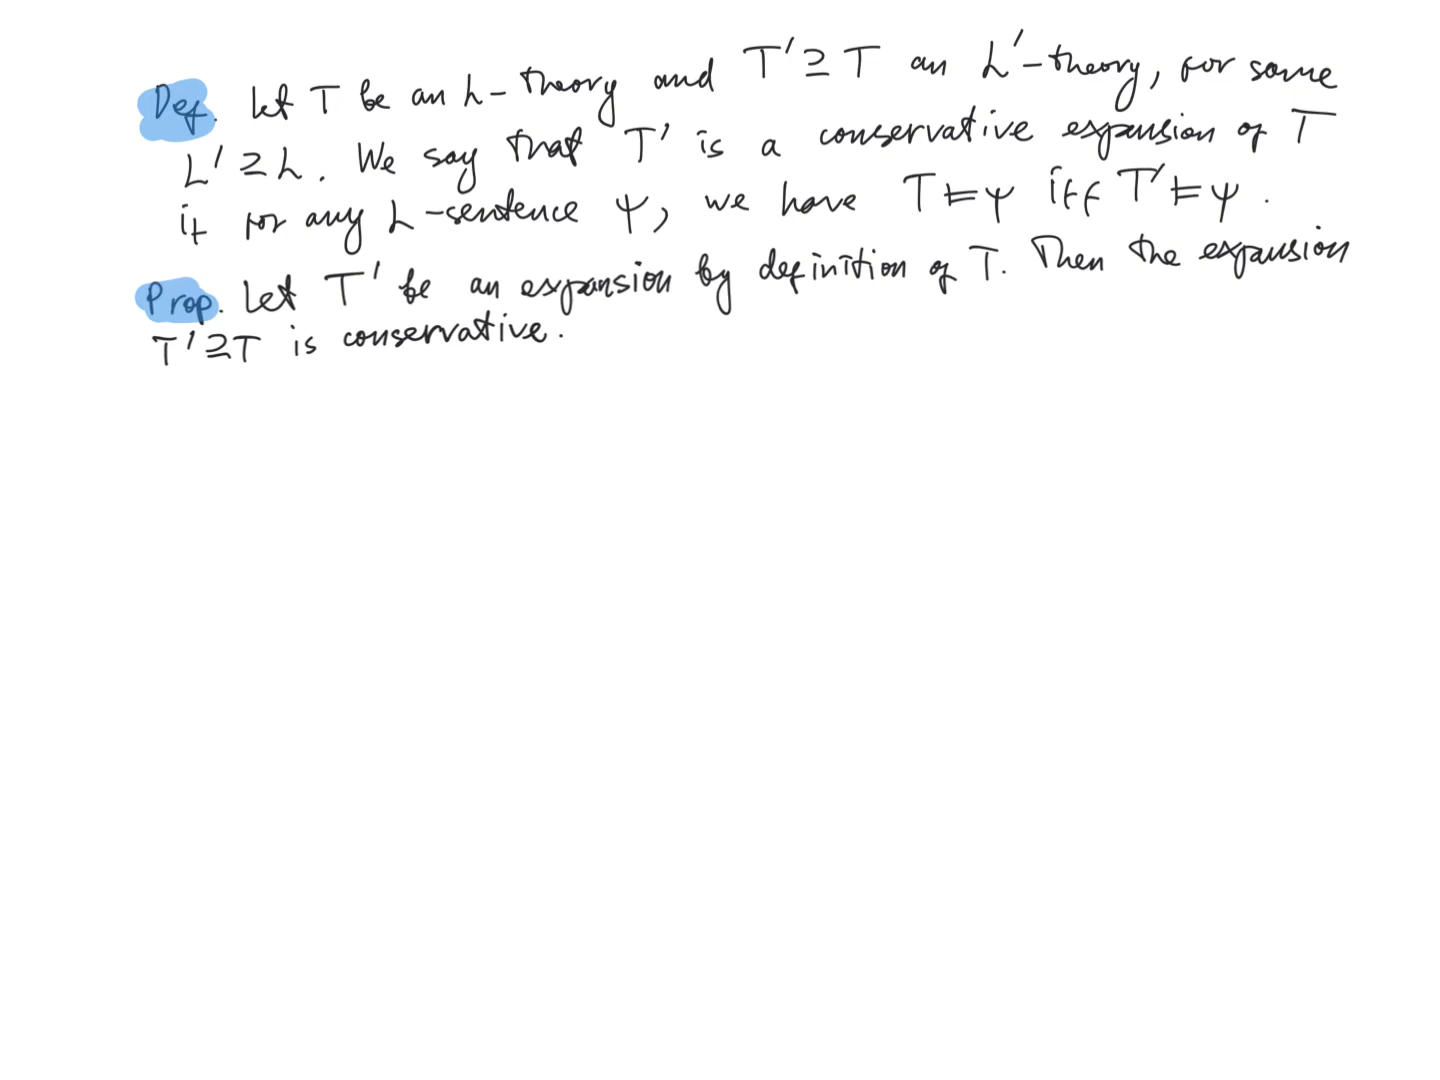 Def. Let T be an L-theory and T' ⊇ T an L'-theory, for some
L' ⊇ L. We say that T' is a conservative expansion of T
if for any L-sentence ψ, we have T ⊨ ψ iff T' ⊨ ψ.
Prop. Let T' be an expansion by definition of T. Then the expansion
T' ⊇ T is conservative.